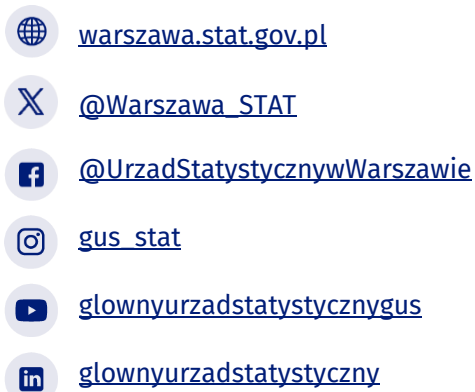 warszawa.stat.gov.pl
@Warszawa_STAT
@UrzadStatystycznywWarszawie
gus_stat
glownyurzadstatystycznygus
glownyurzadstatystyczny